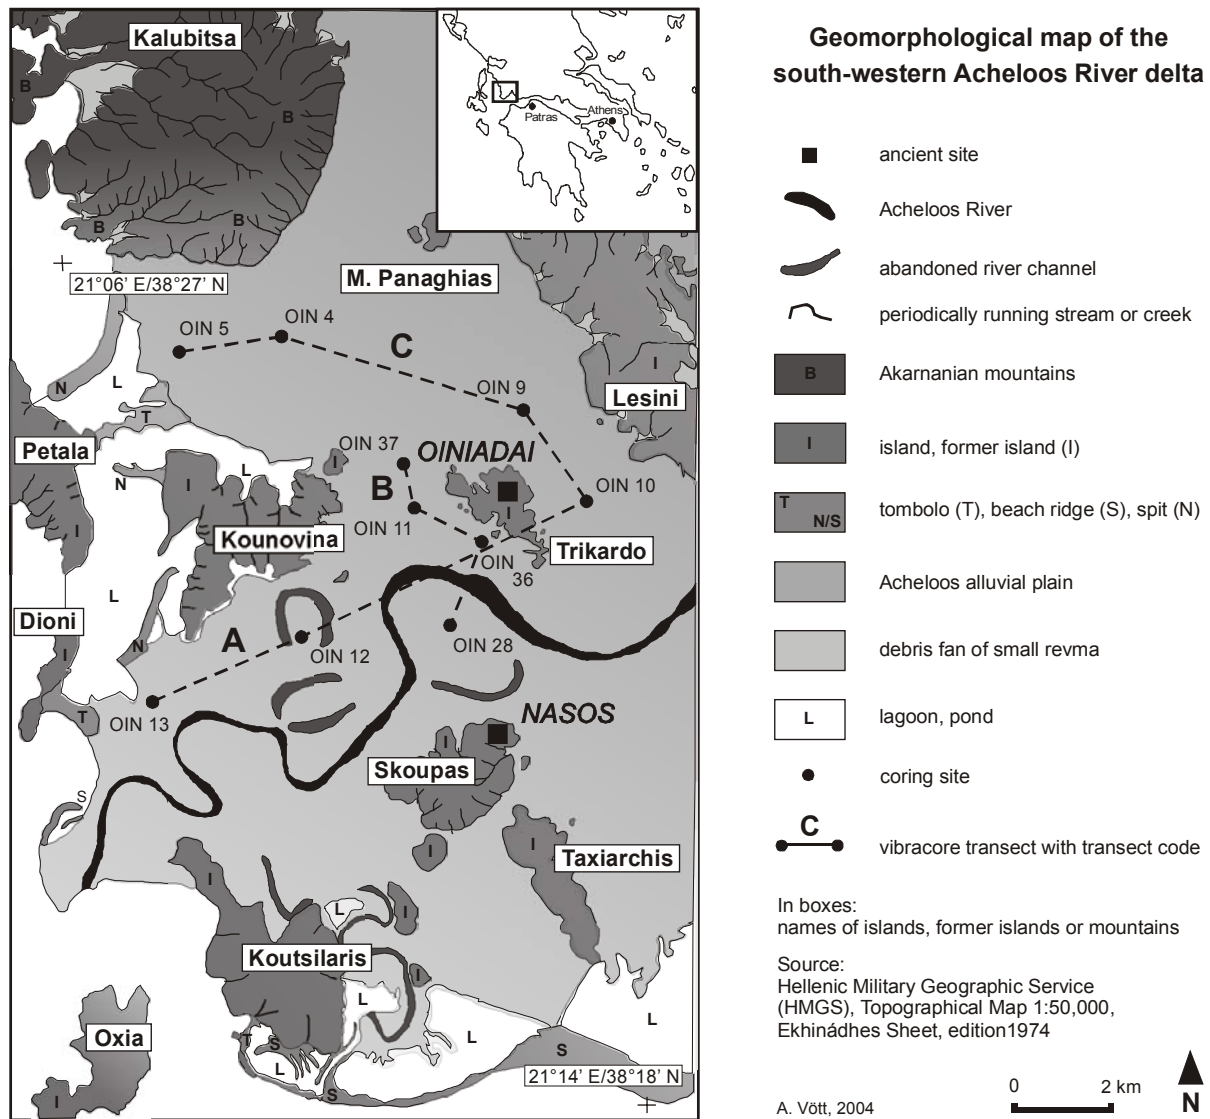 Kalubitsa
B
B
B
B
Patras
Athens
21°06' E/38°27' N
M. Panaghias
OIN 5
OIN 4
C
OIN 9
I
Lesini
N
L
T
Petala
OIN 37
OINIADAI
I
L
N
I
B
I
OIN 10
OIN 11
I
Kounovina
Trikardo
OIN
36
L
Dioni
A
N
I
OIN 12
OIN 28
T
OIN 13
NASOS
I
Skoupas
S
I
I
Taxiarchis
I
L
I
Koutsilaris
I
L
L
L
Oxia
T
S
L
S
S
I
21°14' E/38°18' N
Geomorphological map of the
south-western Acheloos River delta
ancient site
Acheloos River
abandoned river channel
periodically running stream or creek
B
Akarnanian mountains
I
island, former island (I)
T
N/S
tombolo (T), beach ridge (S), spit (N)
Acheloos alluvial plain
debris fan of small revma
L
lagoon, pond
coring site
C
vibracore transect with transect code
In boxes:
names of islands, former islands or mountains
Source:
Hellenic Military Geographic Service
(HMGS), Topographical Map 1:50,000,
Ekhinádhes Sheet, edition1974
A. Vött, 2004
0 2 km
N